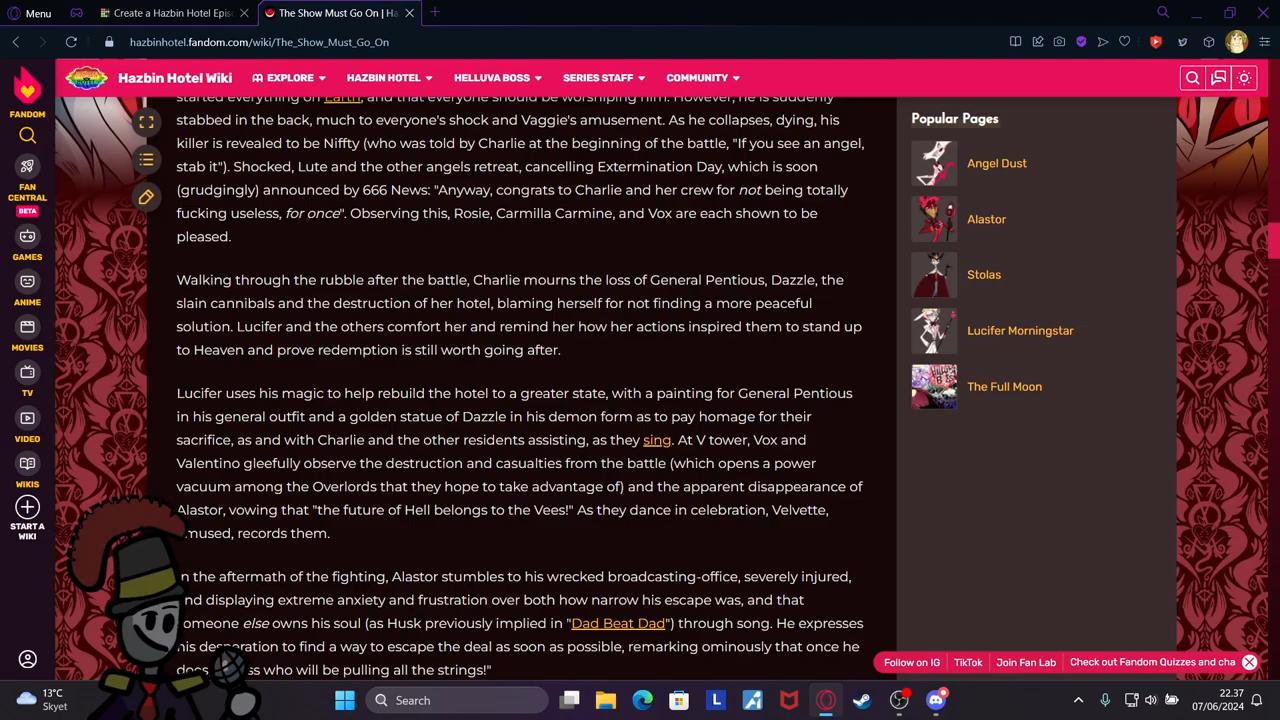 Menu
Create a Hazbin Hotel Epis
The Show Must Go On | Ha
hazbinhotel.fandom.com/wiki/The_Show_Must_Go_On
Hazbin Hotel Wiki
EXPLORE
HAZBIN HOTEL
HELLUVA BOSS
SERIES STAFF
COMMUNITY
FANDOM
FAN CENTRAL
BETA
GAMES
ANIME
MOVIES
TV
VIDEO
WIKIS
START A WIKI
started everything on Earth, and that everyone should be worshiping him. However, he is suddenly
stabbed in the back, much to everyone's shock and Vaggie's amusement. As he collapses, dying, his
killer is revealed to be Niffty (who was told by Charlie at the beginning of the battle, "If you see an angel,
stab it"). Shocked, Lute and the other angels retreat, cancelling Extermination Day, which is soon
(grudgingly) announced by 666 News: "Anyway, congrats to Charlie and her crew for not being totally
fucking useless, for once". Observing this, Rosie, Carmilla Carmine, and Vox are each shown to be
pleased.
Walking through the rubble after the battle, Charlie mourns the loss of General Pentious, Dazzle, the
slain cannibals and the destruction of her hotel, blaming herself for not finding a more peaceful
solution. Lucifer and the others comfort her and remind her how her actions inspired them to stand up
to Heaven and prove redemption is still worth going after.
Lucifer uses his magic to help rebuild the hotel to a greater state, with a painting for General Pentious
in his general outfit and a golden statue of Dazzle in his demon form as to pay homage for their
sacrifice, as and with Charlie and the other residents assisting, as they sing. At V tower, Vox and
Valentino gleefully observe the destruction and casualties from the battle (which opens a power
vacuum among the Overlords that they hope to take advantage of) and the apparent disappearance of
Alastor, vowing that "the future of Hell belongs to the Vees!" As they dance in celebration, Velvette,
mused, records them.
n the aftermath of the fighting, Alastor stumbles to his wrecked broadcasting-office, severely injured,
nd displaying extreme anxiety and frustration over both how narrow his escape was, and that
omeone else owns his soul (as Husk previously implied in "Dad Beat Dad") through song. He expresses
his desperation to find a way to escape the deal as soon as possible, remarking ominously that once he
does who will be pulling all the strings!"
Popular Pages
Angel Dust
Alastor
Stolas
Lucifer Morningstar
The Full Moon
Follow on IG
TikTok
Join Fan Lab
Check out Fandom Quizzes and cha
13°C
Skyet
Search
22.37
07/06/2024